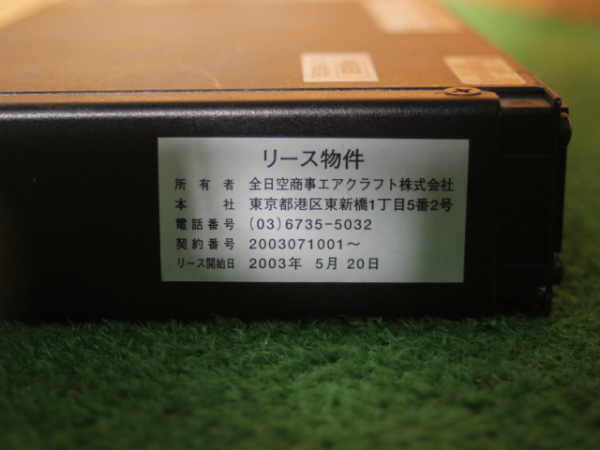 リース物件
所有者 全日空商事エアクラフト株式会社
本社 東京都港区東新橋1丁目5番2号
電話番号 (03)6735-5032
契約番号 2003071001～
リース開始日 2003年 5月 20日